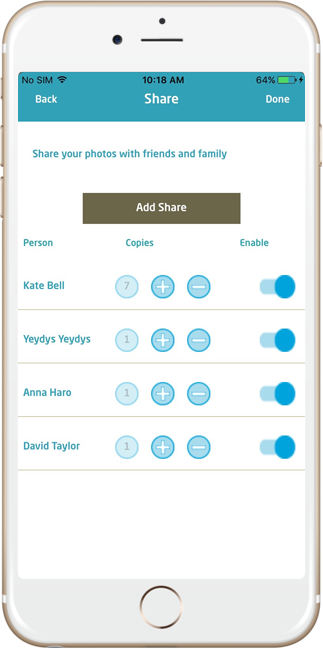 No SIM 10:18 AM 64%
Back Share Done
Share your photos with friends and family
Add Share
Person Copies Enable
Kate Bell 7
Yeydys Yeydys 1
Anna Haro 1
David Taylor 1